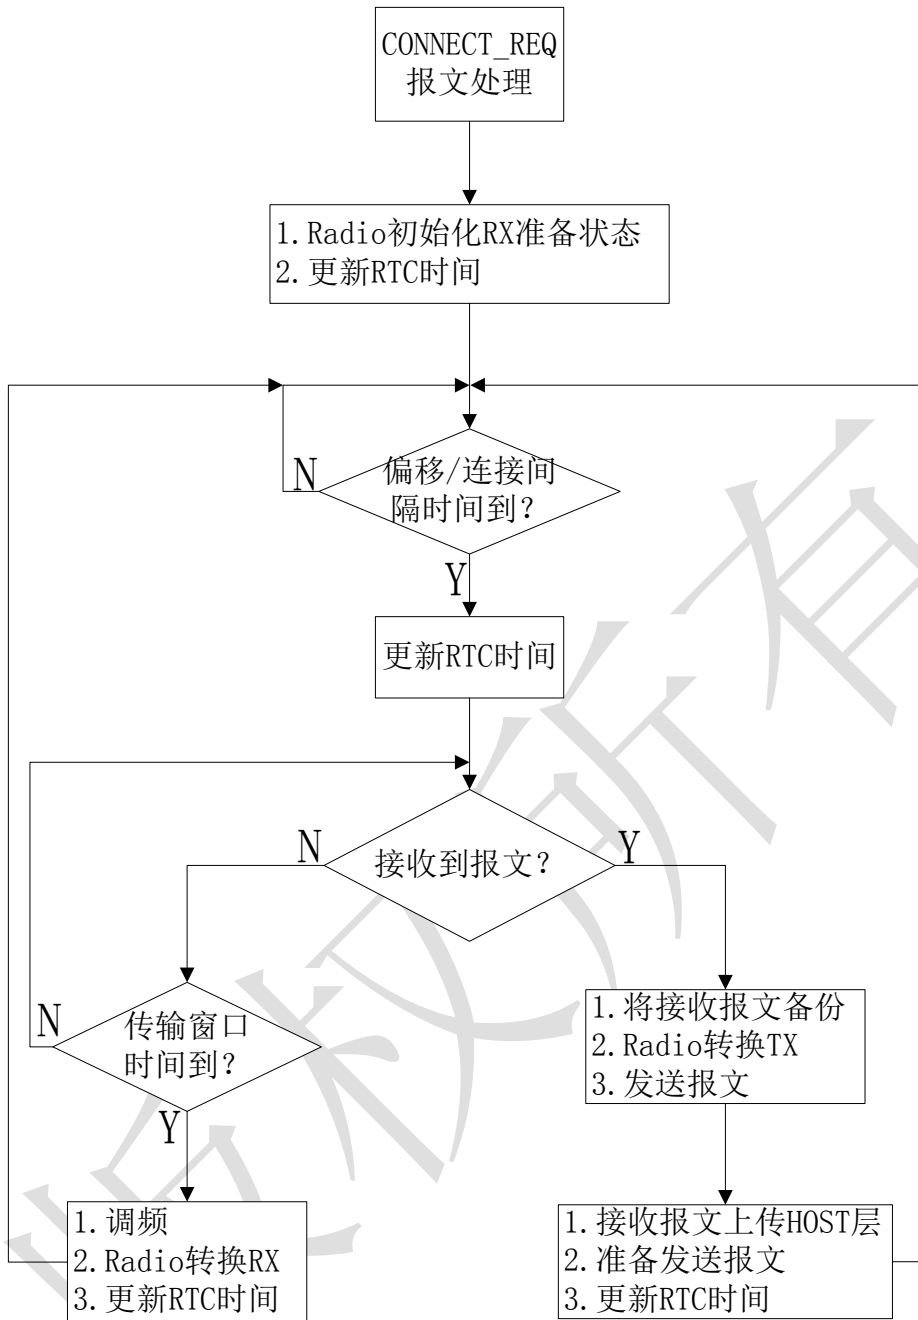 CONNECT_REQ
报文处理
1.Radio初始化RX准备状态
2.更新RTC时间
N
偏移/连接间
隔时间到?
Y
更新RTC时间
N
接收到报文?
Y
N
传输窗口
时间到?
Y
1.将接收报文备份
2.Radio转换TX
3.发送报文
1.调频
2.Radio转换RX
3.更新RTC时间
1.接收报文上传HOST层
2.准备发送报文
3.更新RTC时间
版权所有